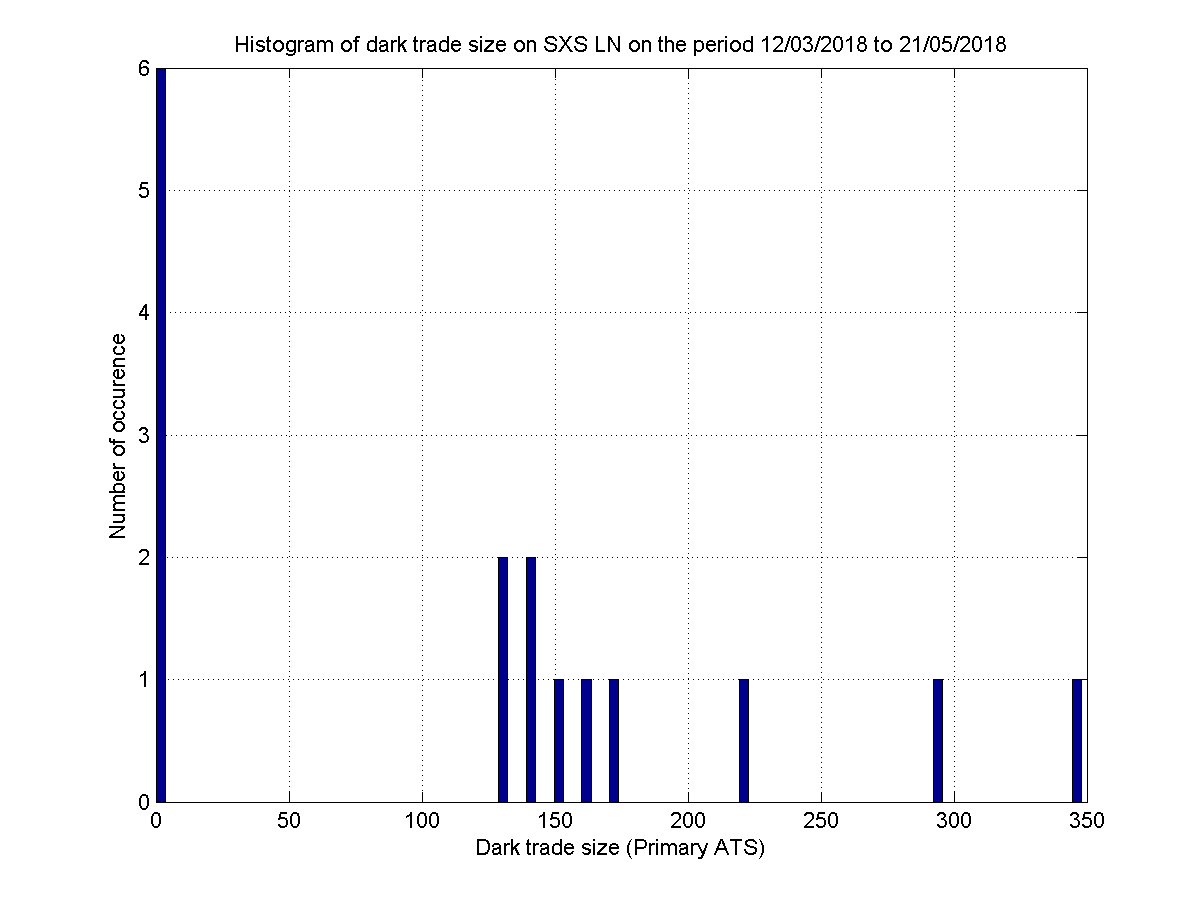 Histogram of dark trade size on SXS LN on the period 12/03/2018 to 21/05/2018
6
5
4
3
2
1
0
Number of occurence
0 50 100 150 200 250 300 350
Dark trade size (Primary ATS)